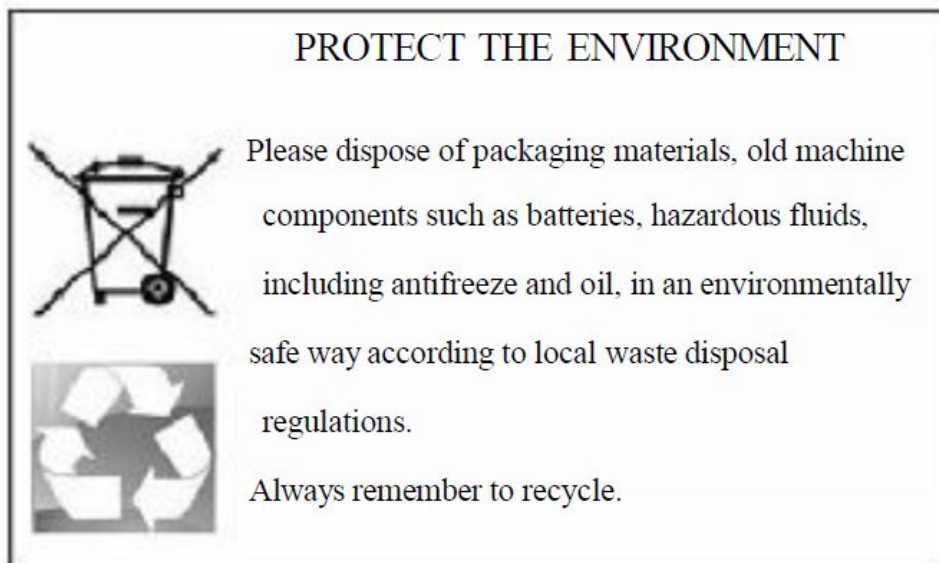 PROTECT THE ENVIRONMENT
Please dispose of packaging materials, old machine
components such as batteries, hazardous fluids,
including antifreeze and oil, in an environmentally
safe way according to local waste disposal
regulations.
Always remember to recycle.